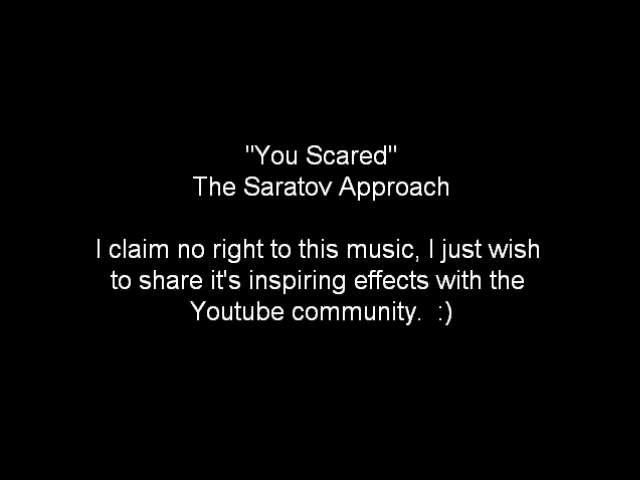 "You Scared"
The Saratov Approach
I claim no right to this music, I just wish
to share it's inspiring effects with the
Youtube community.  :)